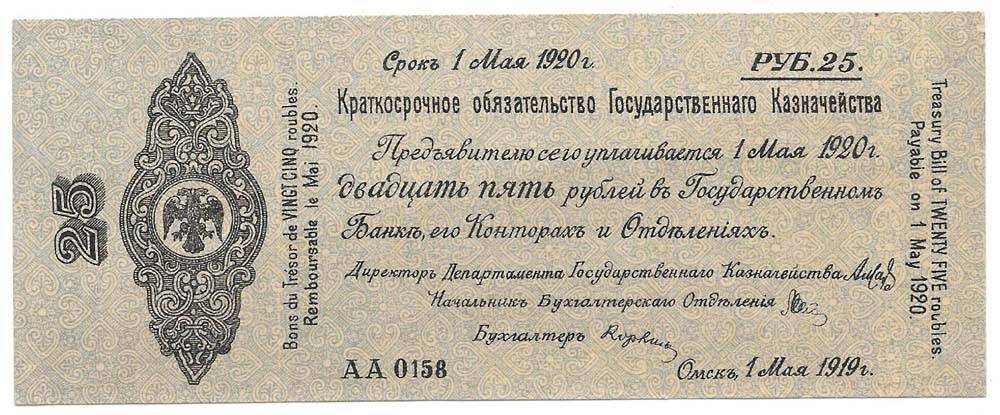 25
Bons du Trésor de VINGT CINQ roubles.
Remboursable le Mai 1920.
Срокъ 1 Мая 1920 г.
РУБ. 25.
Краткосрочное обязательство Государственнаго Казначейства
Предъявителю сего уплачивается 1 Мая 1920 г.
двадцать пять рублей въ Государственномъ
Банкѣ, его Конторахъ и Отдѣленіяхъ.
Директоръ Департамента Государственнаго Казначейства
Начальникъ Бухгалтерскаго Отдѣленія
Бухгалтеръ
АА 0158
Омскъ, 1 Мая 1919 г.
Treasury Bill of TWENTY FIVE roubles.
Payable on 1 May 1920.